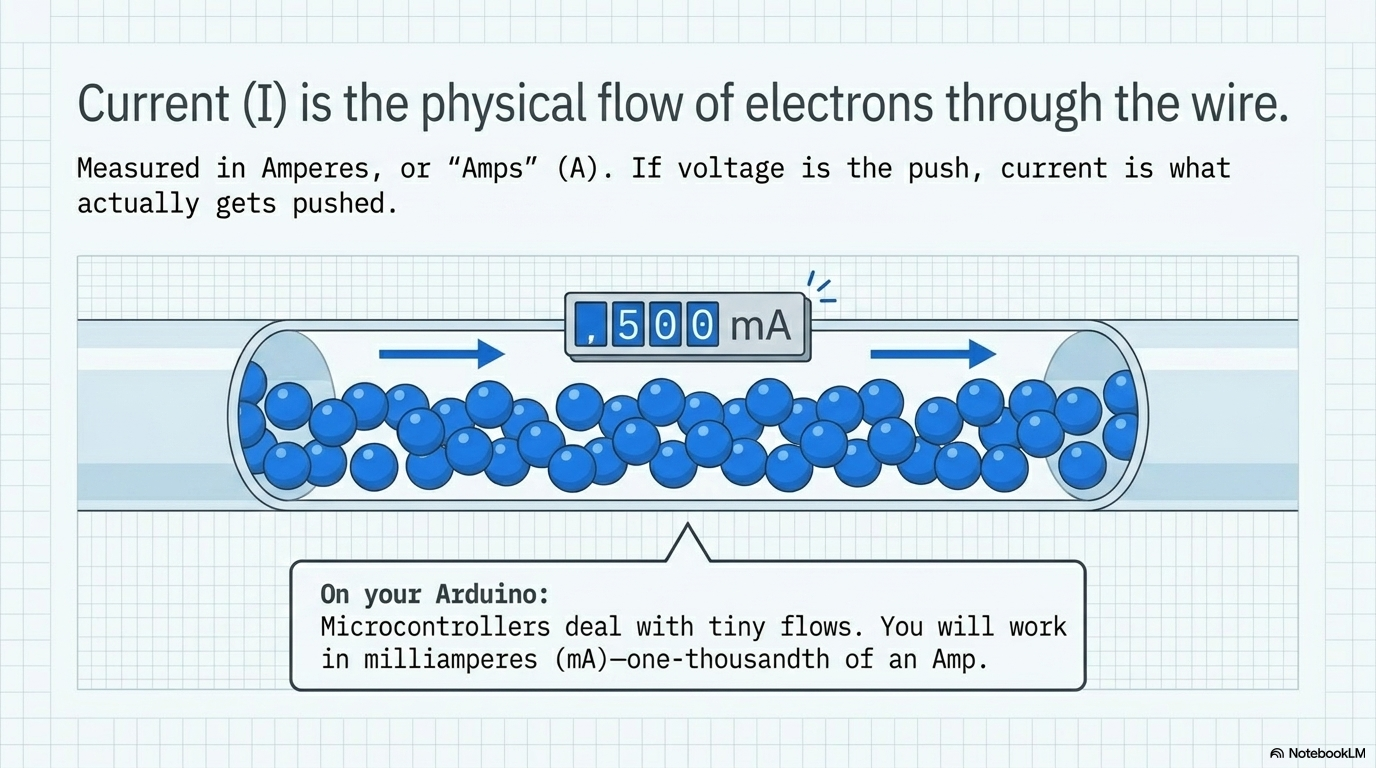 Current (I) is the physical flow of electrons through the wire.
Measured in Amperes, or “Amps” (A). If voltage is the push, current is what
actually gets pushed.
,500 mA
On your Arduino:
Microcontrollers deal with tiny flows. You will work
in milliamperes (mA)—one-thousandth of an Amp.
NotebookLM